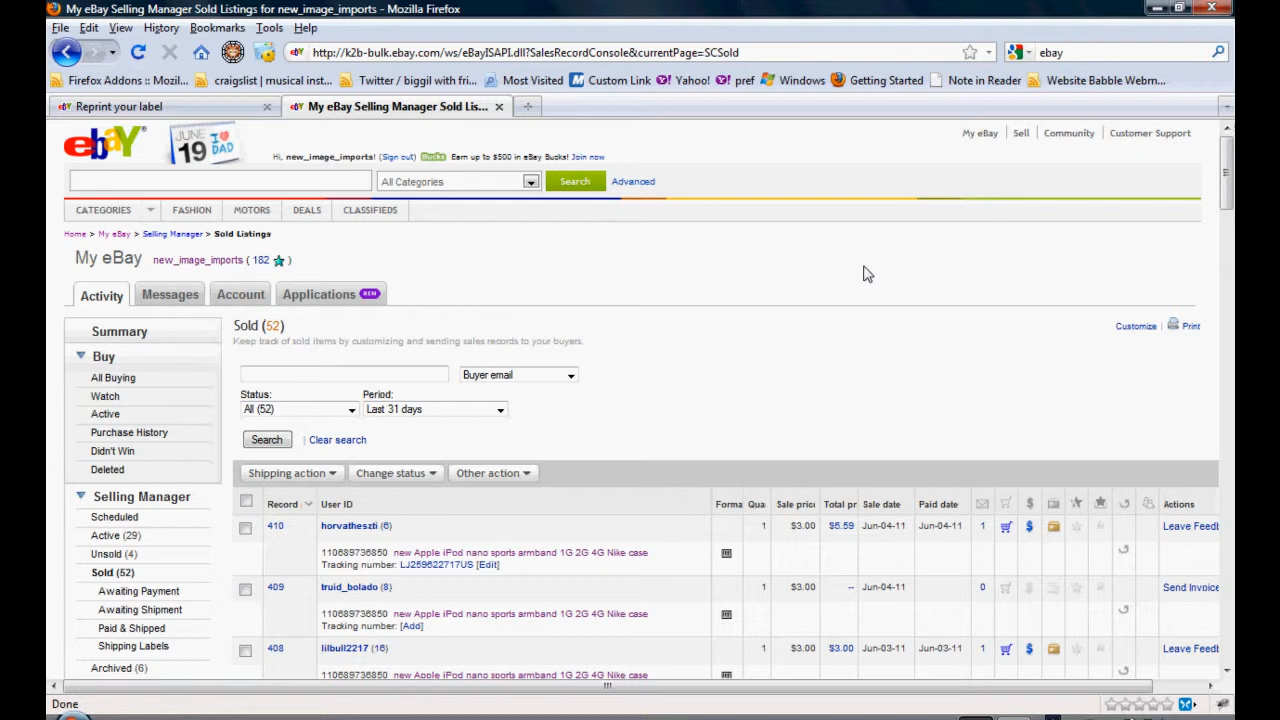 My eBay Selling Manager Sold Listings for new_image_imports - Mozilla Firefox
File Edit View History Bookmarks Tools Help
http://k2b-bulk.ebay.com/ws/eBayISAPI.dll?SalesRecordConsole&currentPage=SCSold ebay
Firefox Addons :: Mozil... craigslist | musical inst... Twitter / biggil with fri... Most Visited Custom Link Yahoo! pro Windows Getting Started Note in Reader Website Babble Webm...
Reprint your label My eBay Selling Manager Sold Lis...
ebay JUNE 19 I ♥ DAD My eBay Sell Community Customer Support
Hi, new_image_imports! (Sign out) Bucks Earn up to $500 in eBay Bucks! Join now
All Categories Search Advanced
CATEGORIES FASHION MOTORS DEALS CLASSIFIEDS
Home > My eBay > Selling Manager > Sold Listings
My eBay new_image_imports ( 182 )
Activity Messages Account Applications NEW
Summary
Buy
All Buying
Watch
Active
Purchase History
Didn't Win
Deleted
Selling Manager
Scheduled
Active (29)
Unsold (4)
Sold (52)
Awaiting Payment
Awaiting Shipment
Paid & Shipped
Shipping Labels
Archived (6)
Sold (52) Customize | Print
Keep track of sold items by customizing and sending sales records to your buyers.
Buyer email
Status: Period:
All (52) Last 31 days
Search | Clear search
Shipping action Change status Other action
Record User ID Forma Qua Sale pric Total pr Sale date Paid date Actions
410 horvatheszti (6) 1 $3.00 $6.59 Jun-04-11 Jun-04-11 1 Leave Feedb
110689736850 new Apple iPod nano sports armband 1G 2G 4G Nike case
Tracking number: LJ259622717US [Edit]
409 truid_bolado (8) 1 $3.00 -- Jun-04-11 0 Send Invoice
110689736850 new Apple iPod nano sports armband 1G 2G 4G Nike case
Tracking number: [Add]
408 lilbull2217 (16) 1 $3.00 $3.00 Jun-03-11 Jun-03-11 1 Leave Feedb
110689736850 new Apple iPod nano sports armband 1G 2G 4G Nike case
Done